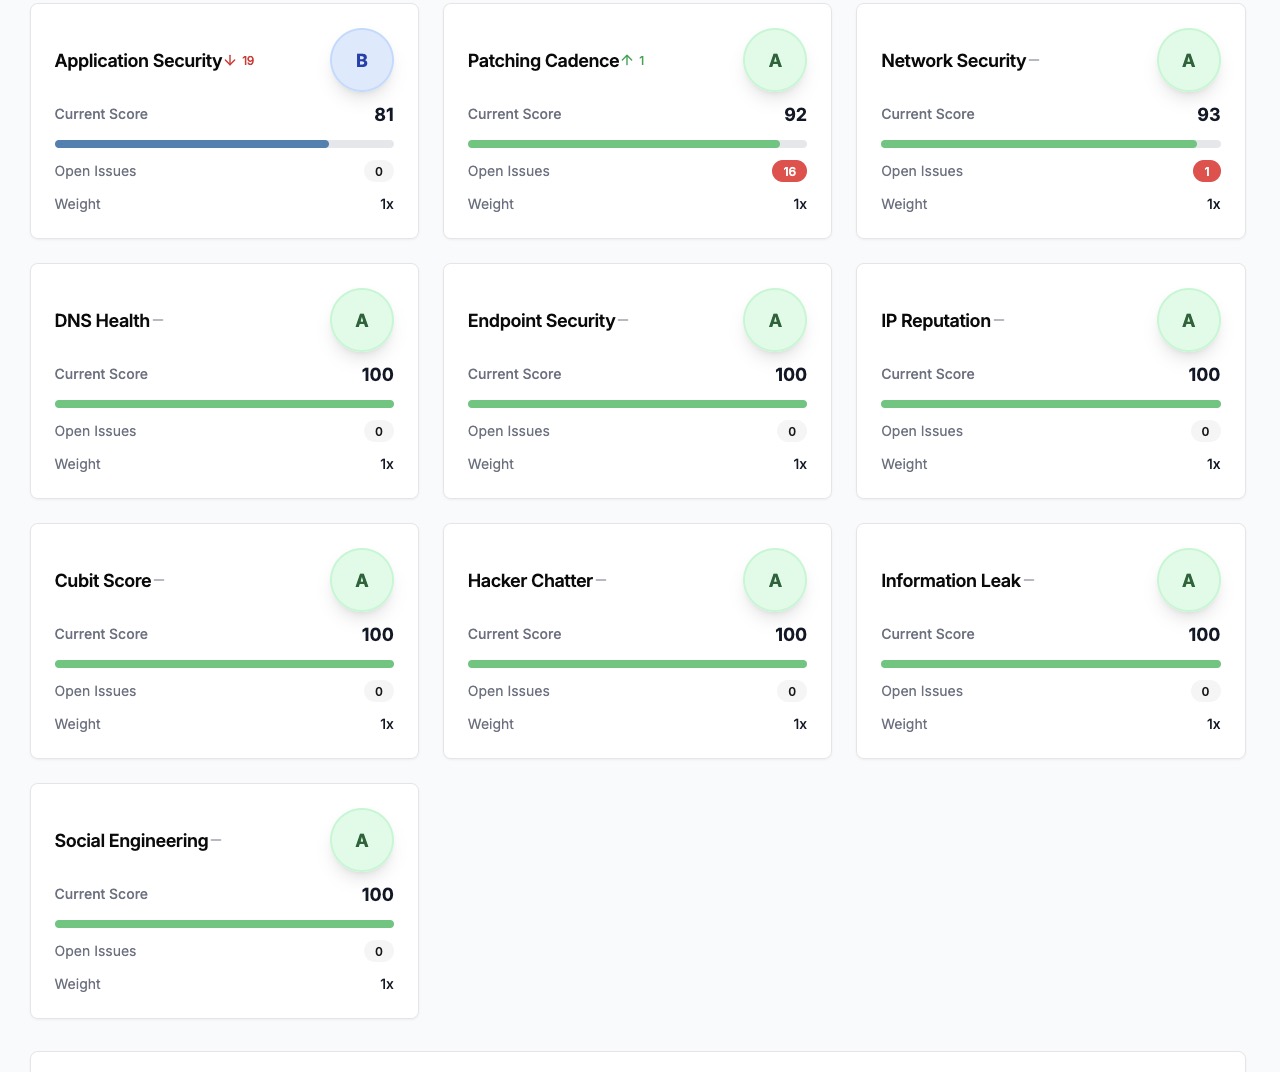 Application Security ↓ 19
B
Current Score 81
Open Issues 0
Weight 1x
Patching Cadence ↑ 1
A
Current Score 92
Open Issues 16
Weight 1x
Network Security –
A
Current Score 93
Open Issues 1
Weight 1x
DNS Health –
A
Current Score 100
Open Issues 0
Weight 1x
Endpoint Security –
A
Current Score 100
Open Issues 0
Weight 1x
IP Reputation –
A
Current Score 100
Open Issues 0
Weight 1x
Cubit Score –
A
Current Score 100
Open Issues 0
Weight 1x
Hacker Chatter –
A
Current Score 100
Open Issues 0
Weight 1x
Information Leak –
A
Current Score 100
Open Issues 0
Weight 1x
Social Engineering –
A
Current Score 100
Open Issues 0
Weight 1x